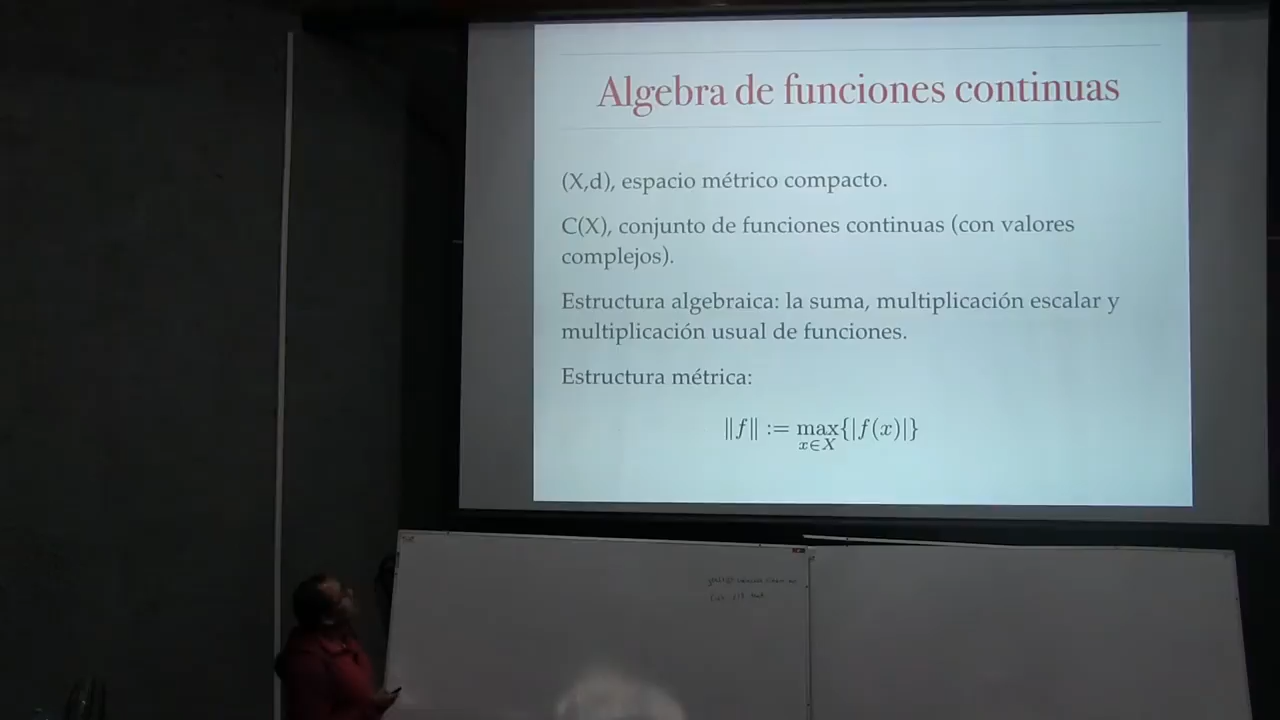 Algebra de funciones continuas
(X,d), espacio métrico compacto.
C(X), conjunto de funciones continuas (con valores
complejos).
Estructura algebraica: la suma, multiplicación escalar y
multiplicación usual de funciones.
Estructura métrica:
‖f‖ := max{|f(x)|}
x∈X